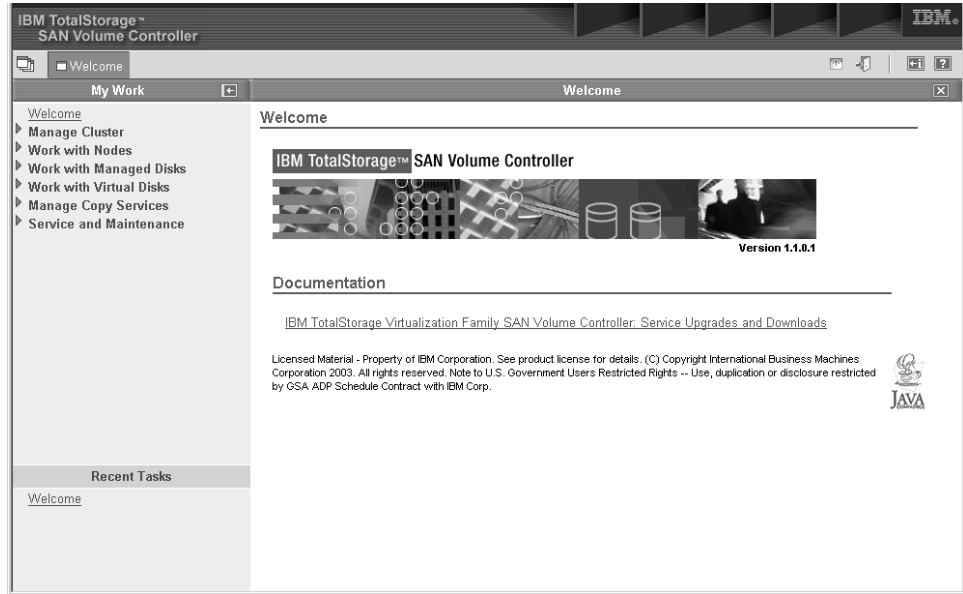 IBM TotalStorage™
SAN Volume Controller
IBM®
Welcome
My Work
Welcome
Welcome
Manage Cluster
Work with Nodes
Work with Managed Disks
Work with Virtual Disks
Manage Copy Services
Service and Maintenance
Recent Tasks
Welcome
Welcome
IBM TotalStorage™ SAN Volume Controller
Version 1.1.0.1
Documentation
IBM TotalStorage Virtualization Family SAN Volume Controller: Service Upgrades and Downloads
Licensed Material - Property of IBM Corporation. See product license for details. (C) Copyright International Business Machines
Corporation 2003. All rights reserved. Note to U.S. Government Users Restricted Rights -- Use, duplication or disclosure restricted
by GSA ADP Schedule Contract with IBM Corp.
JAVA
COMPATIBLE